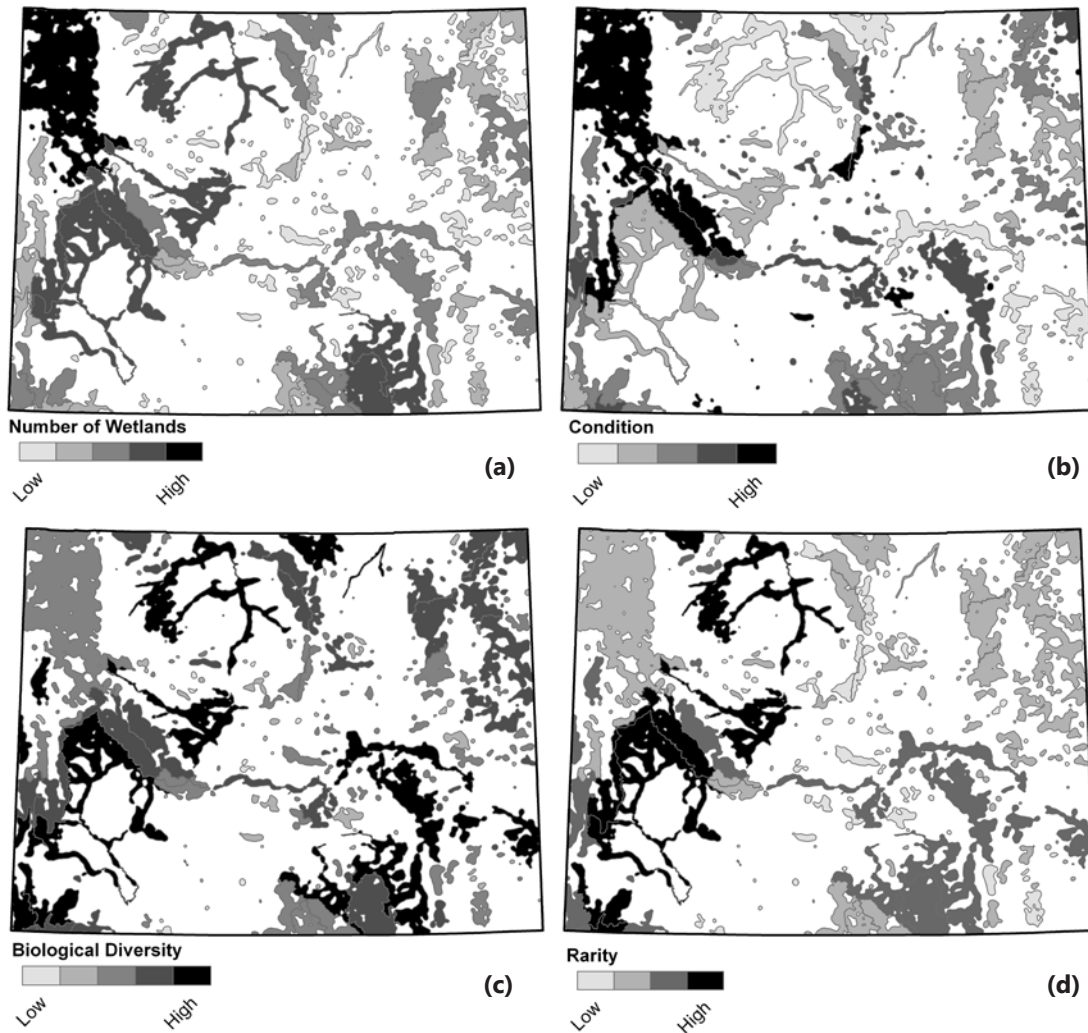 Number of Wetlands
Low High
(a)
Condition
Low High
(b)
Biological Diversity
Low High
(c)
Rarity
Low High
(d)